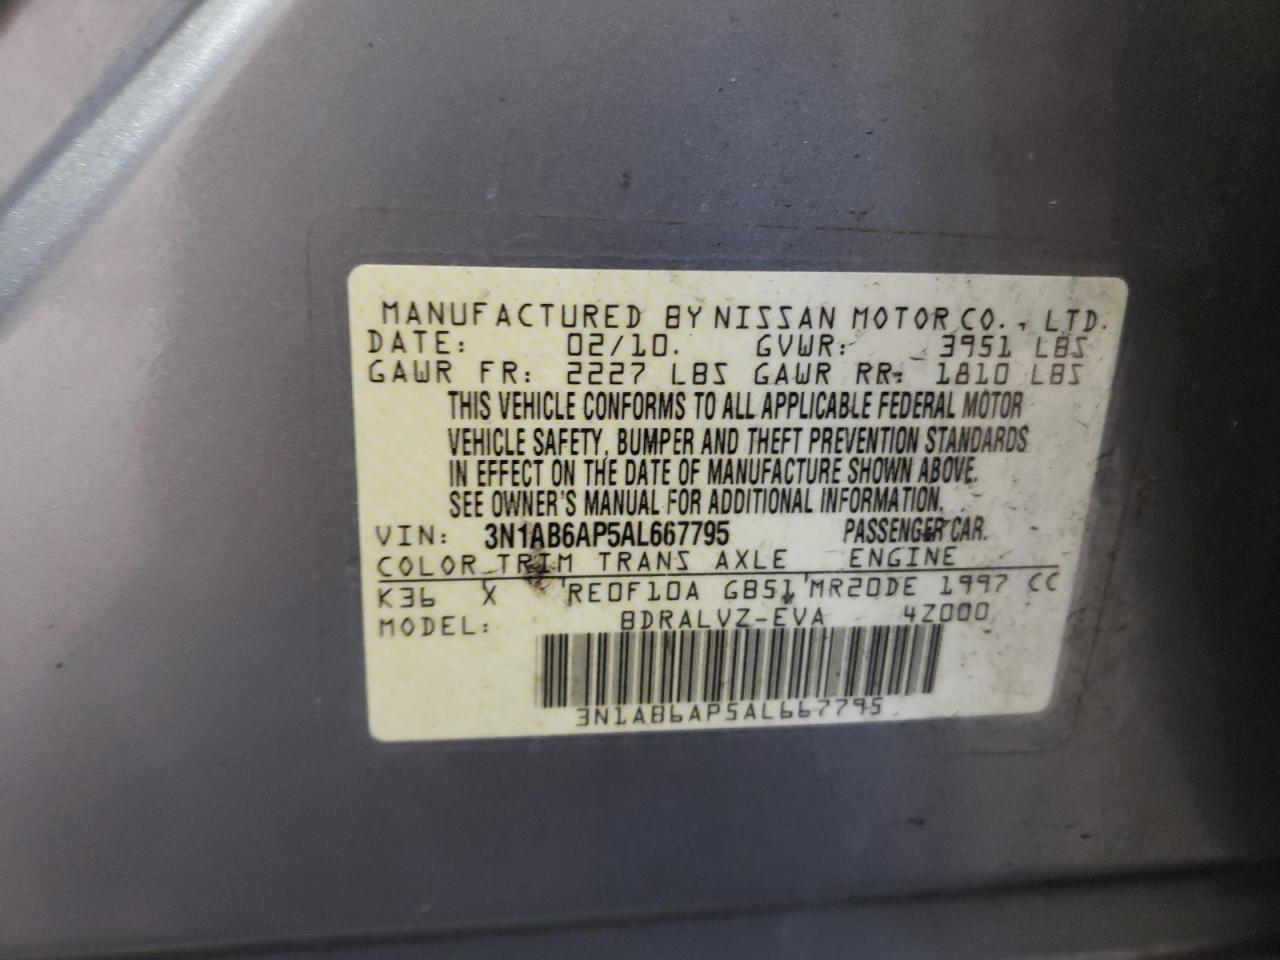 MANUFACTURED BY NISSAN MOTOR CO., LTD.
DATE: 02/10. GVWR: 3951 LBS
GAWR FR: 2227 LBS GAWR RR: 1810 LBS
THIS VEHICLE CONFORMS TO ALL APPLICABLE FEDERAL MOTOR
VEHICLE SAFETY, BUMPER AND THEFT PREVENTION STANDARDS
IN EFFECT ON THE DATE OF MANUFACTURE SHOWN ABOVE.
SEE OWNER'S MANUAL FOR ADDITIONAL INFORMATION.
VIN: 3N1AB6AP5AL667795 PASSENGER CAR.
COLOR TRIM TRANS AXLE ENGINE
K36 X RE0F10A GB51 MR20DE 1997 CC
MODEL: BDRALVZ-EVA 4Z000
3N1AB6AP5AL667795